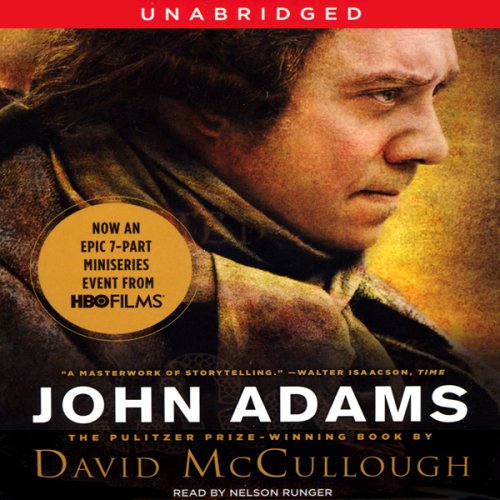 UNABRIDGED
NOW AN
EPIC 7-PART
MINISERIES
EVENT FROM
HBO FILMS
"A MASTERWORK OF STORYTELLING." —WALTER ISAACSON, TIME
JOHN ADAMS
THE PULITZER PRIZE-WINNING BOOK BY
DAVID MCCULLOUGH
READ BY NELSON RUNGER